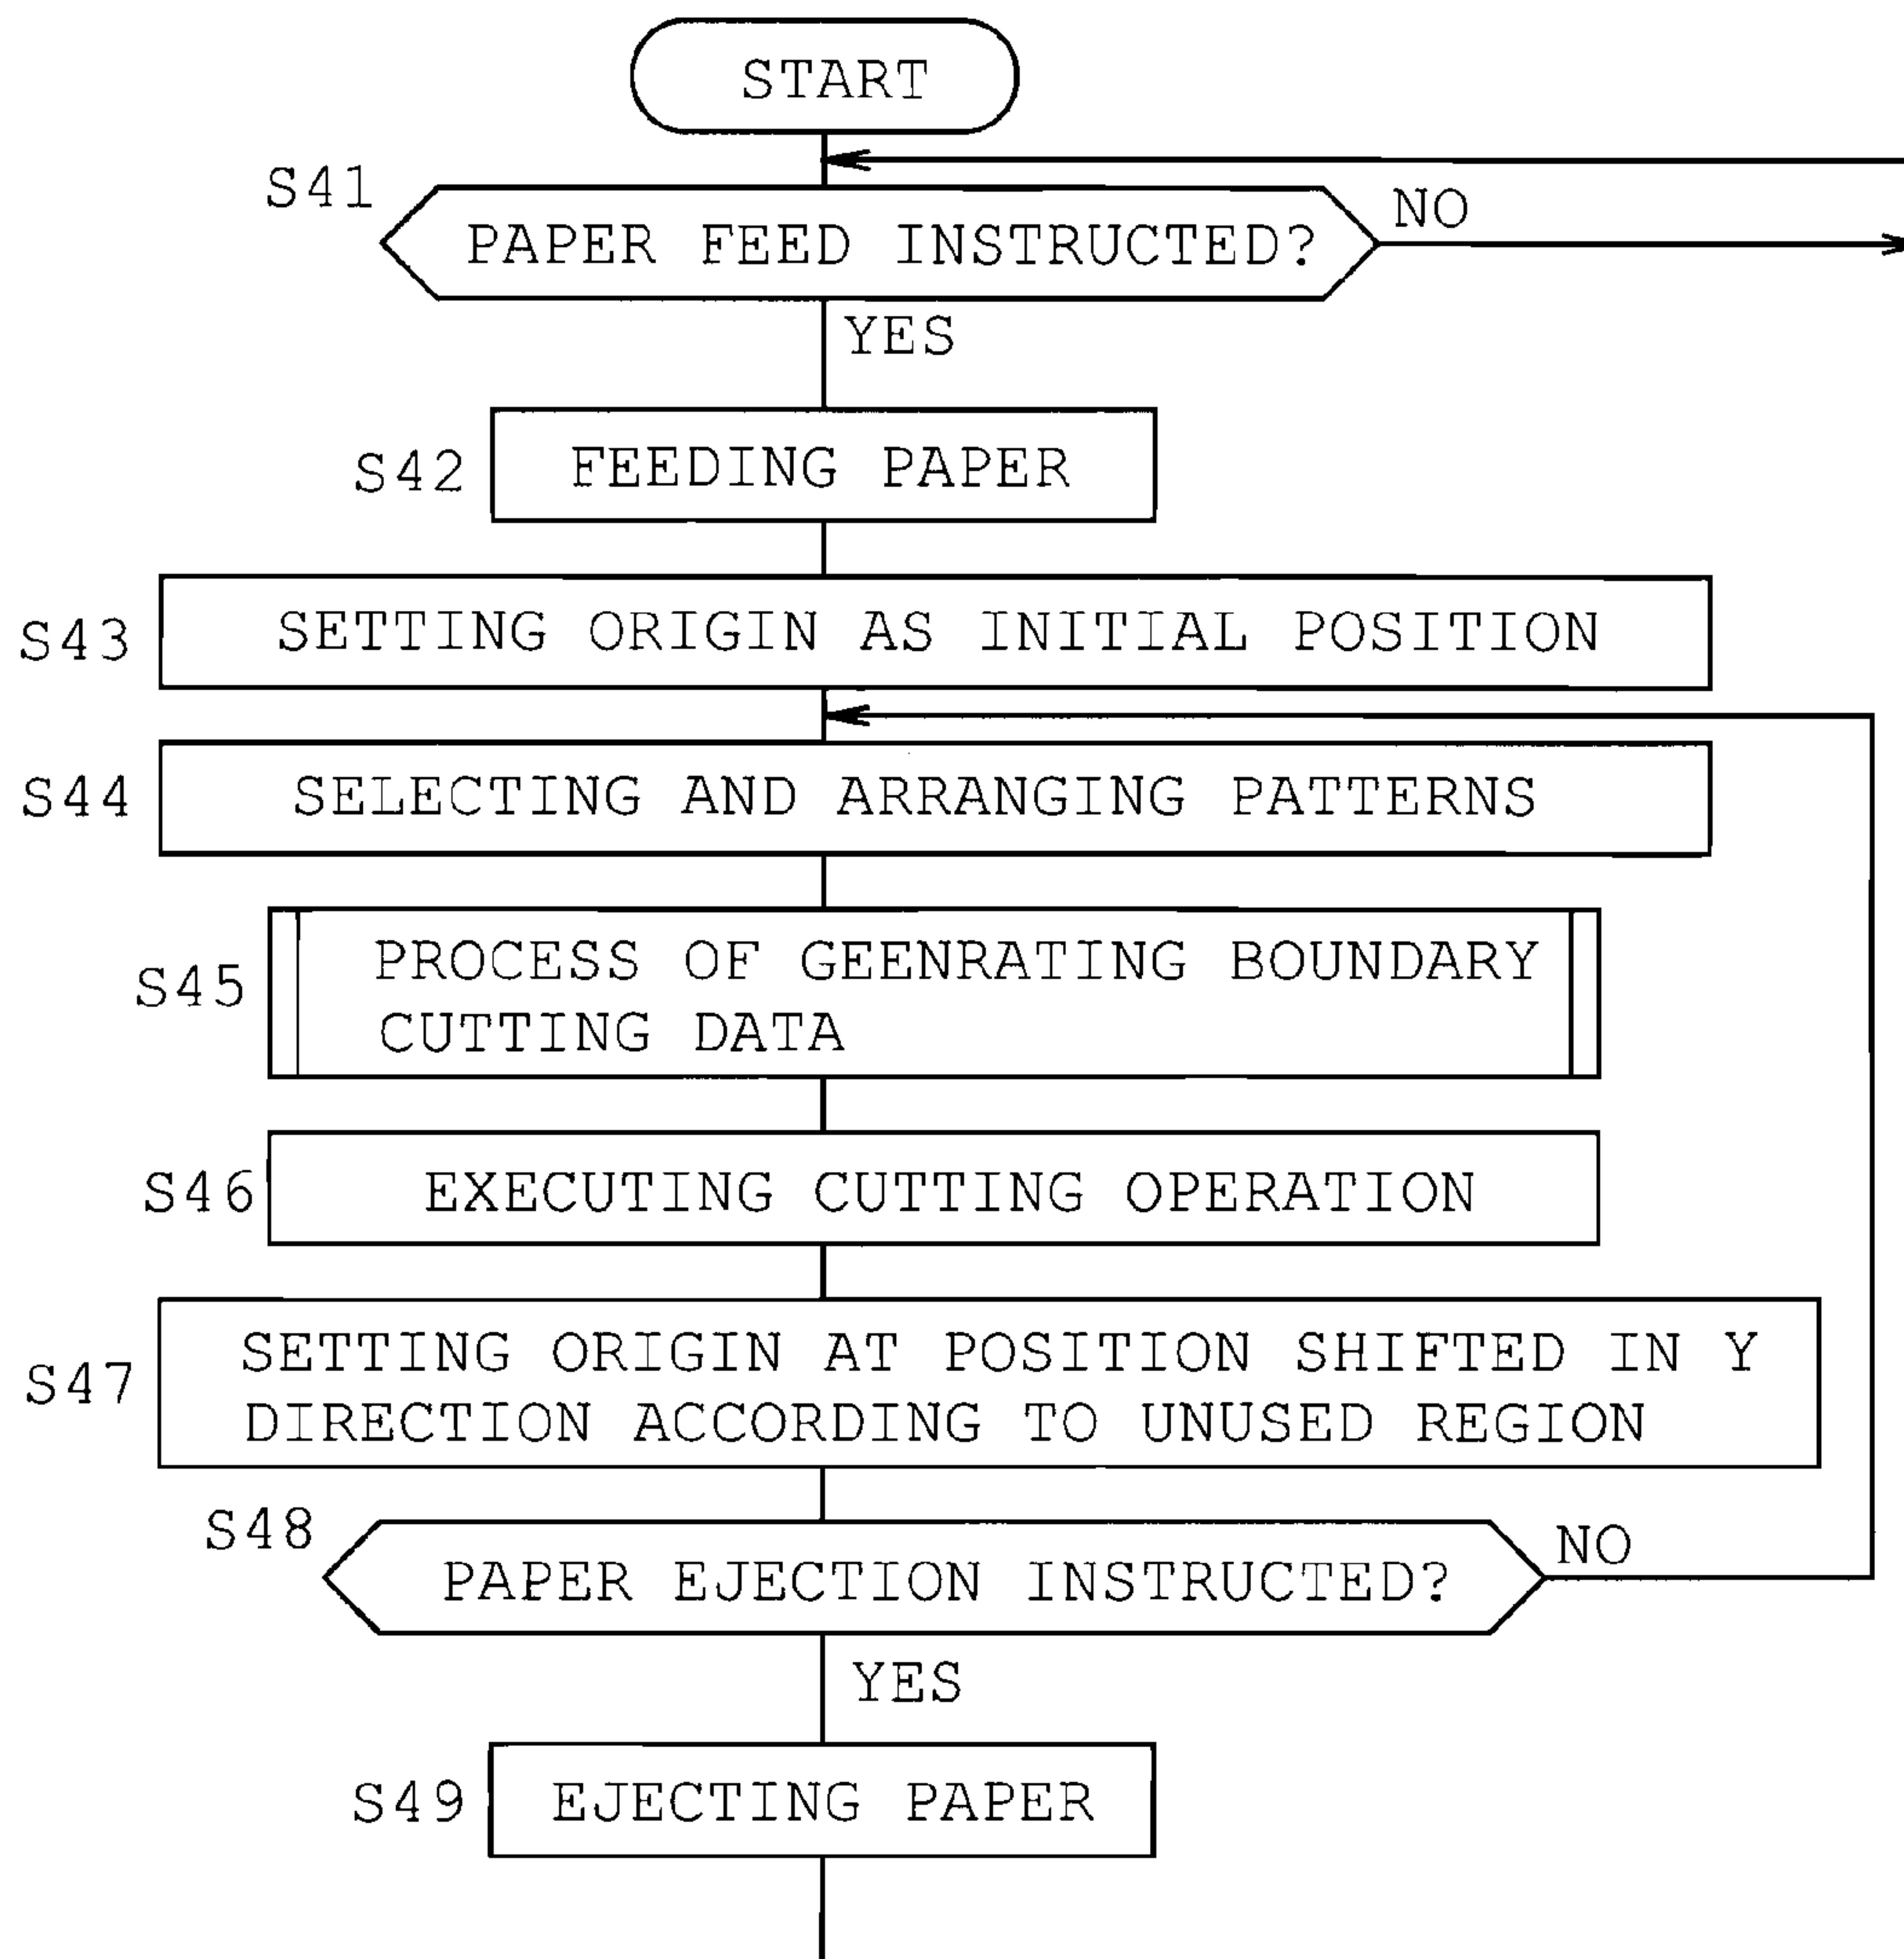 START
S41
PAPER FEED INSTRUCTED?
NO
YES
S42
FEEDING PAPER
S43
SETTING ORIGIN AS INITIAL POSITION
S44
SELECTING AND ARRANGING PATTERNS
S45
PROCESS OF GEENRATING BOUNDARY
CUTTING DATA
S46
EXECUTING CUTTING OPERATION
S47
SETTING ORIGIN AT POSITION SHIFTED IN Y
DIRECTION ACCORDING TO UNUSED REGION
S48
PAPER EJECTION INSTRUCTED?
NO
YES
S49
EJECTING PAPER